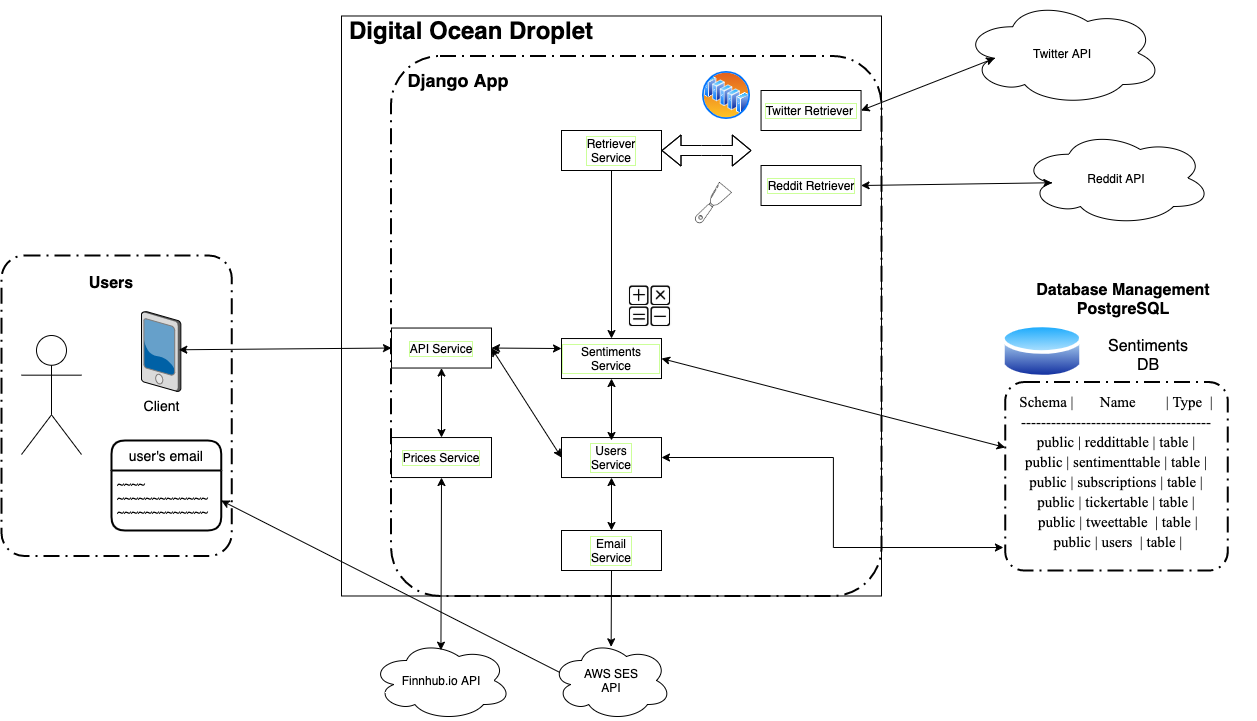 Digital Ocean Droplet
Django App
Twitter API
Twitter Retriever
Retriever
Service
Reddit Retriever
Reddit API
Users
Client
user's email
API Service
Sentiments
Service
Prices Service
Users
Service
Email
Service
Database Management
PostgreSQL
Sentiments
DB
Schema | Name | Type |
-----------------------------------
public | reddittable | table |
public | sentimenttable | table |
public | subscriptions | table |
public | tickertable | table |
public | tweettable | table |
public | users | table |
Finnhub.io API
AWS SES
API